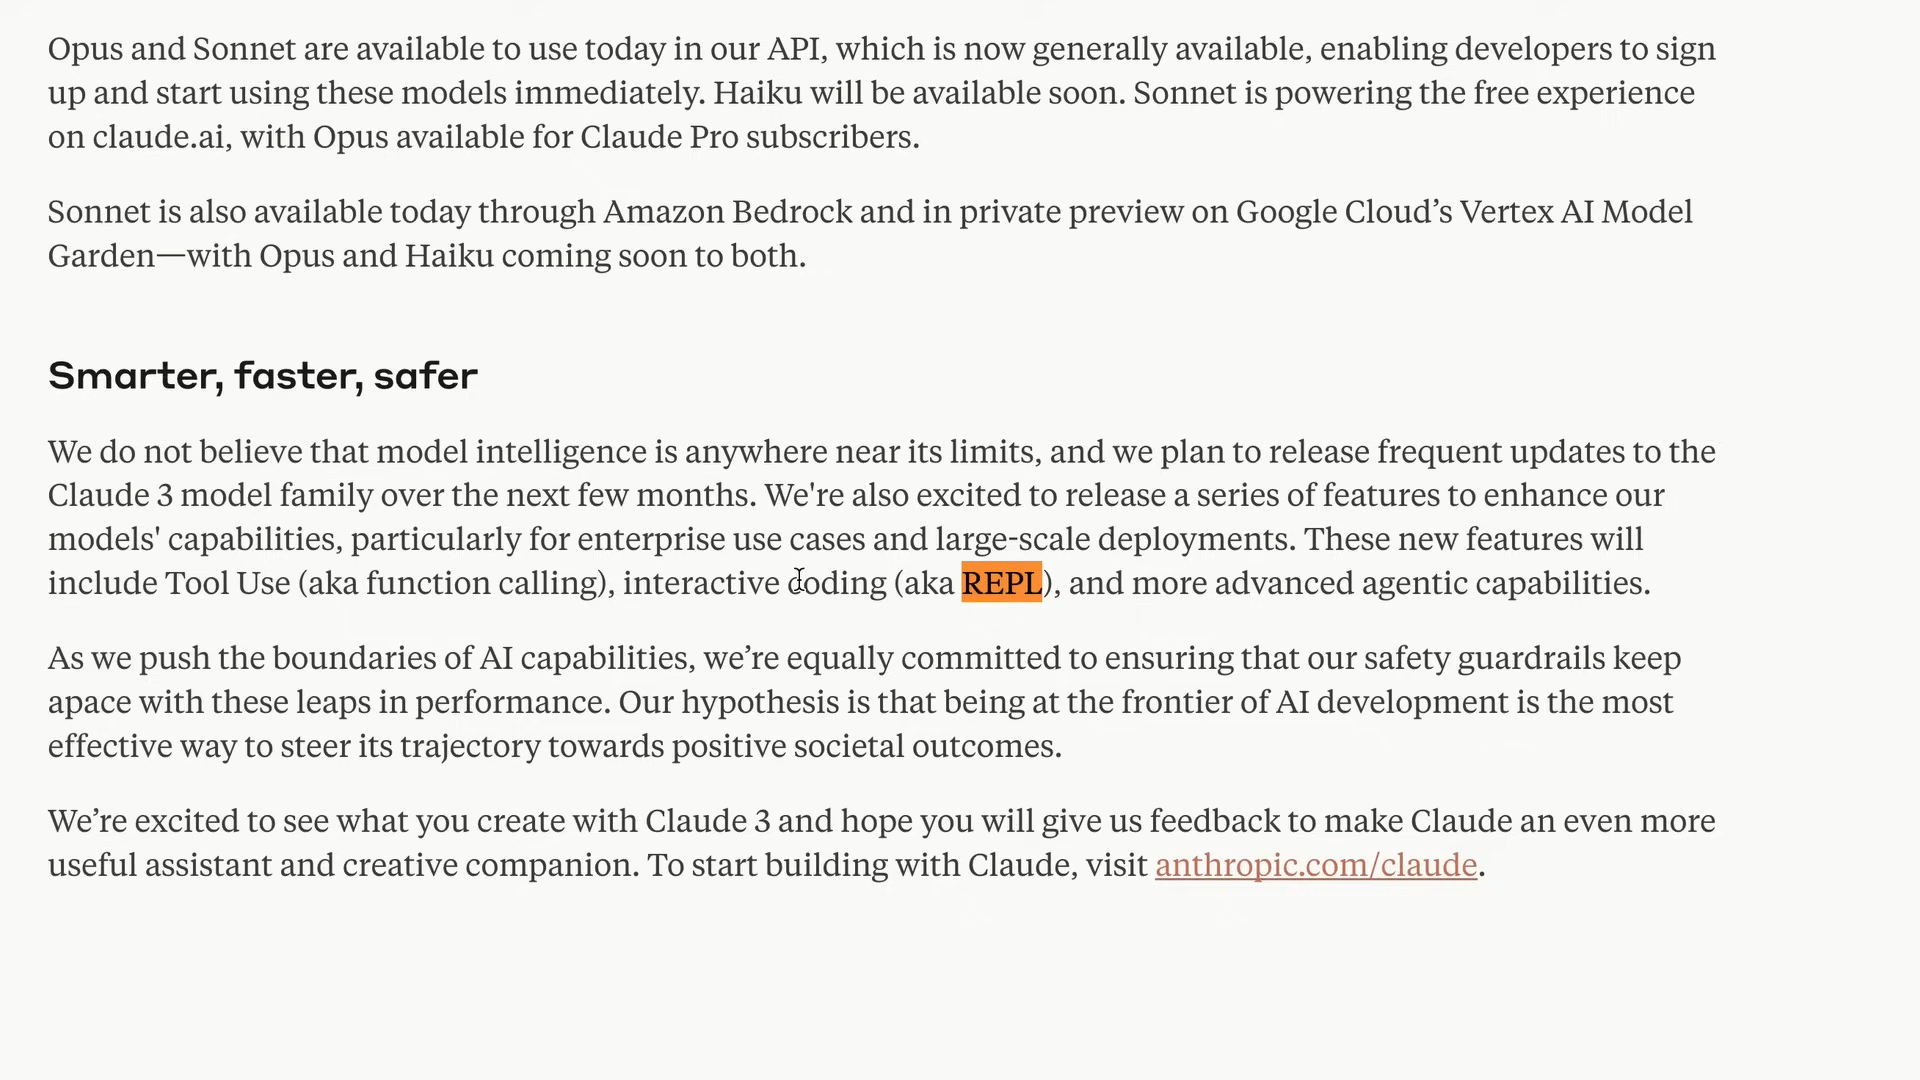 Opus and Sonnet are available to use today in our API, which is now generally available, enabling developers to sign
up and start using these models immediately. Haiku will be available soon. Sonnet is powering the free experience
on claude.ai, with Opus available for Claude Pro subscribers.
Sonnet is also available today through Amazon Bedrock and in private preview on Google Cloud’s Vertex AI Model
Garden—with Opus and Haiku coming soon to both.
Smarter, faster, safer
We do not believe that model intelligence is anywhere near its limits, and we plan to release frequent updates to the
Claude 3 model family over the next few months. We're also excited to release a series of features to enhance our
models' capabilities, particularly for enterprise use cases and large-scale deployments. These new features will
include Tool Use (aka function calling), interactive coding (aka REPL), and more advanced agentic capabilities.
As we push the boundaries of AI capabilities, we’re equally committed to ensuring that our safety guardrails keep
apace with these leaps in performance. Our hypothesis is that being at the frontier of AI development is the most
effective way to steer its trajectory towards positive societal outcomes.
We’re excited to see what you create with Claude 3 and hope you will give us feedback to make Claude an even more
useful assistant and creative companion. To start building with Claude, visit anthropic.com/claude.